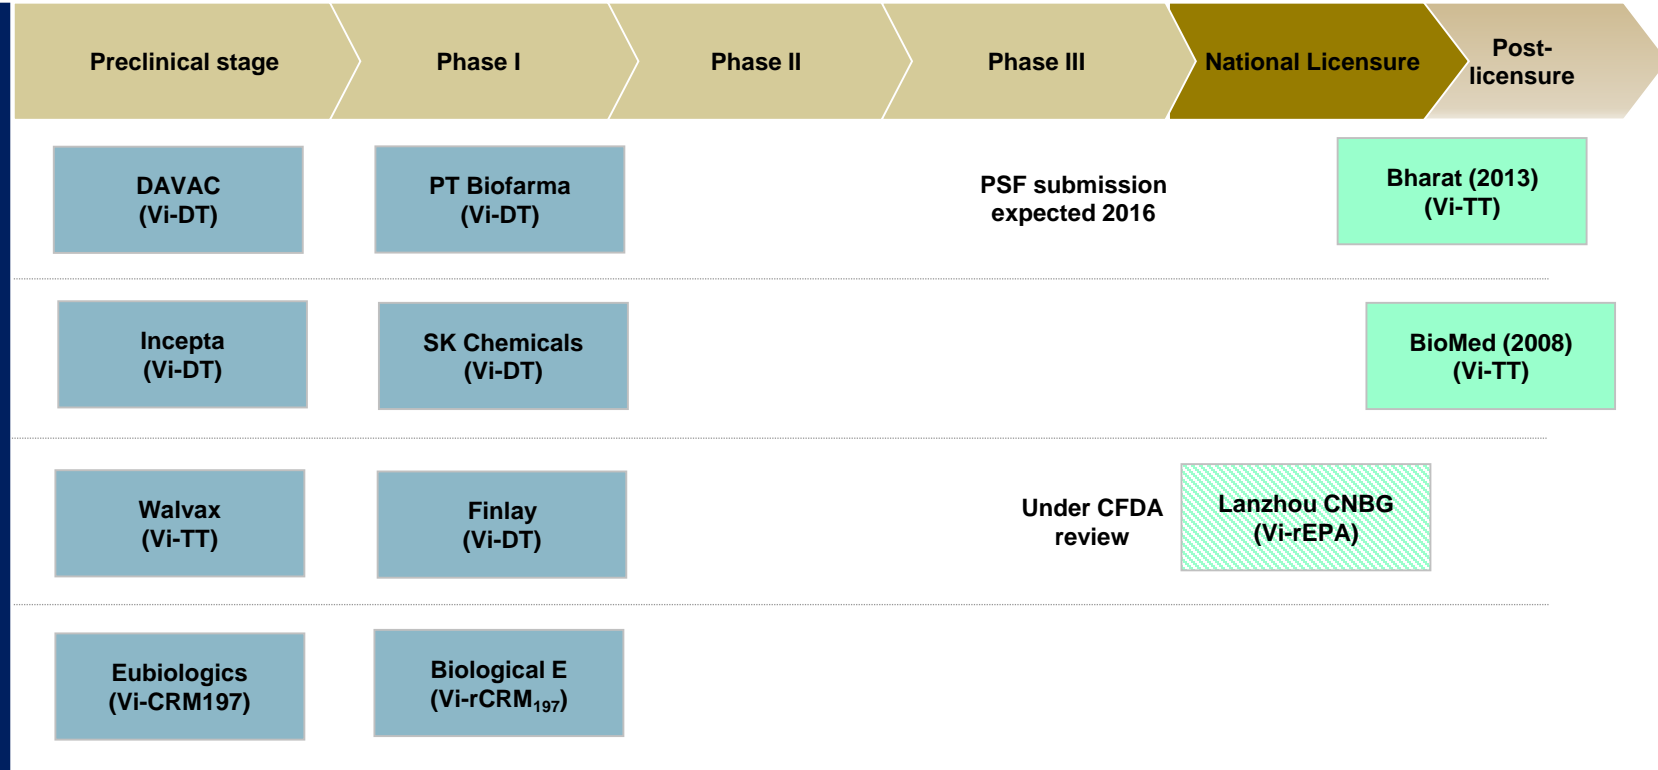 Preclinical stage
Phase I
Phase II
Phase III
National Licensure
Post-
licensure
DAVAC
(Vi-DT)
PT Biofarma
(Vi-DT)
PSF submission
expected 2016
Bharat (2013)
(Vi-TT)
Incepta
(Vi-DT)
SK Chemicals
(Vi-DT)
BioMed (2008)
(Vi-TT)
Walvax
(Vi-TT)
Finlay
(Vi-DT)
Under CFDA
review
Lanzhou CNBG
(Vi-rEPA)
Eubiologics
(Vi-CRM197)
Biological E
(Vi-rCRM₁₉₇)